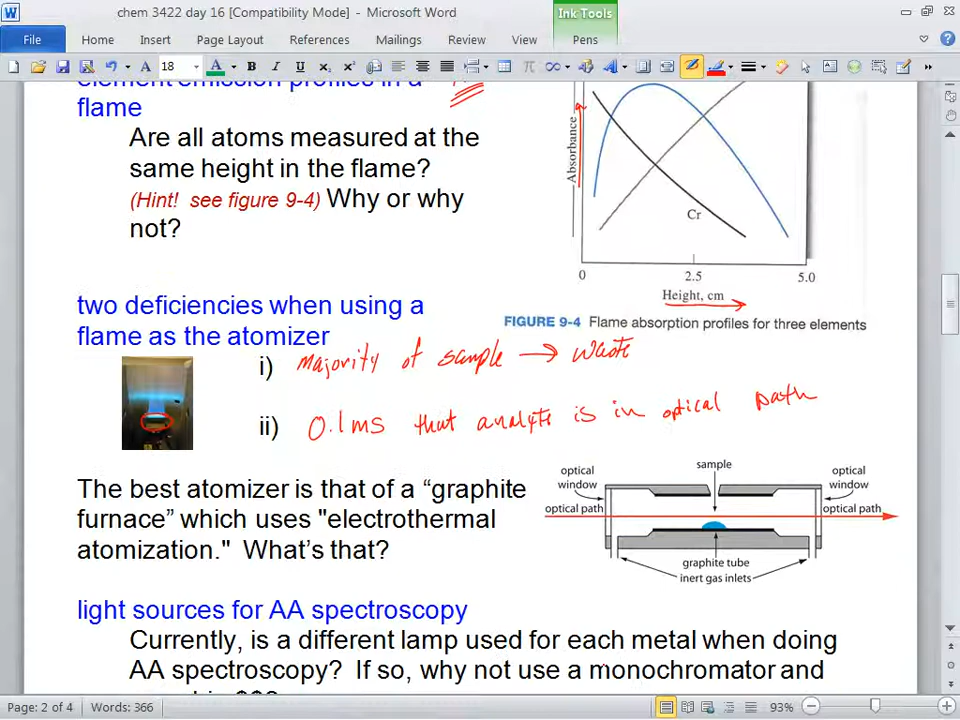 chem 3422 day 16 [Compatibility Mode] - Microsoft Word
Ink Tools
File Home Insert Page Layout References Mailings Review View Pens
18
element emission profiles in a
flame
Are all atoms measured at the
same height in the flame?
(Hint! see figure 9-4) Why or why
not?
Absorbance
Cr
0 2.5 5.0
Height, cm
FIGURE 9-4 Flame absorption profiles for three elements
two deficiencies when using a
flame as the atomizer
i) majority of sample → waste
ii) 0.1ms that analyte is in optical path
The best atomizer is that of a “graphite
furnace” which uses "electrothermal
atomization." What’s that?
sample
optical window
optical window
optical path
optical path
graphite tube
inert gas inlets
light sources for AA spectroscopy
Currently, is a different lamp used for each metal when doing
AA spectroscopy? If so, why not use a monochromator and
Page: 2 of 4 Words: 366 93%